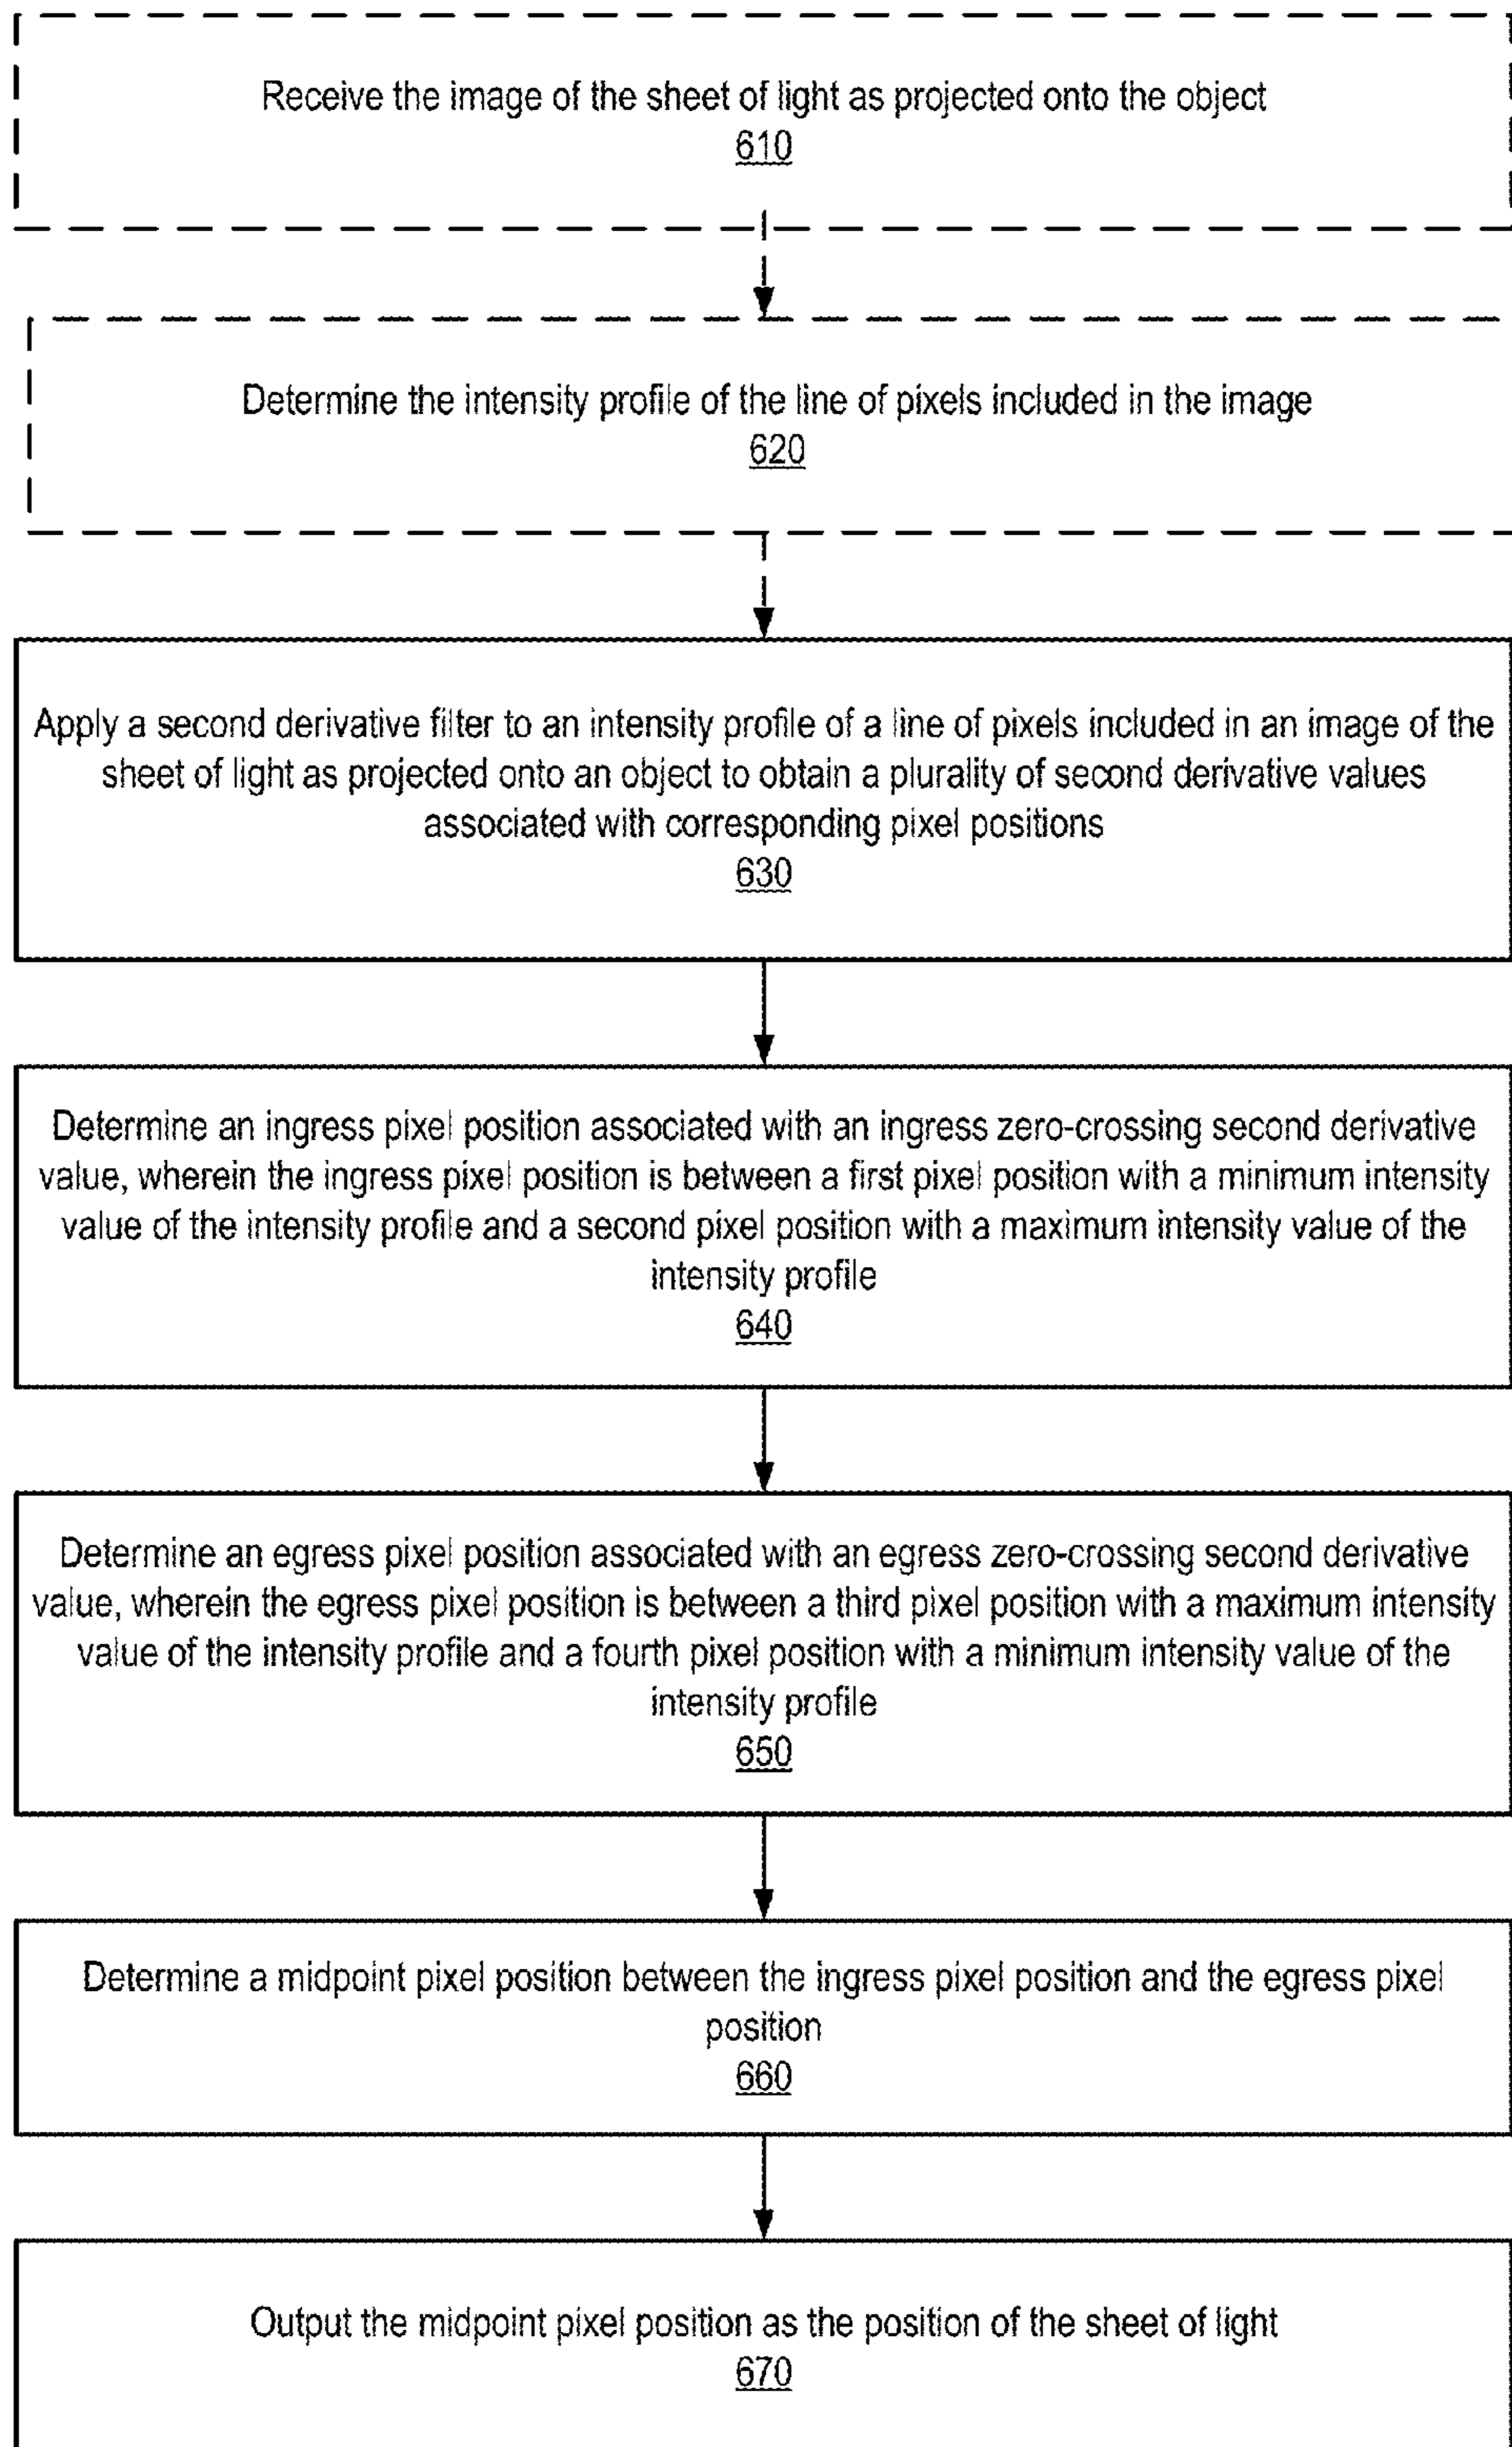 Receive the image of the sheet of light as projected onto the object
610
Determine the intensity profile of the line of pixels included in the image
620
Apply a second derivative filter to an intensity profile of a line of pixels included in an image of the
sheet of light as projected onto an object to obtain a plurality of second derivative values
associated with corresponding pixel positions
630
Determine an ingress pixel position associated with an ingress zero-crossing second derivative
value, wherein the ingress pixel position is between a first pixel position with a minimum intensity
value of the intensity profile and a second pixel position with a maximum intensity value of the
intensity profile
640
Determine an egress pixel position associated with an egress zero-crossing second derivative
value, wherein the egress pixel position is between a third pixel position with a maximum intensity
value of the intensity profile and a fourth pixel position with a minimum intensity value of the
intensity profile
650
Determine a midpoint pixel position between the ingress pixel position and the egress pixel
position
660
Output the midpoint pixel position as the position of the sheet of light
670